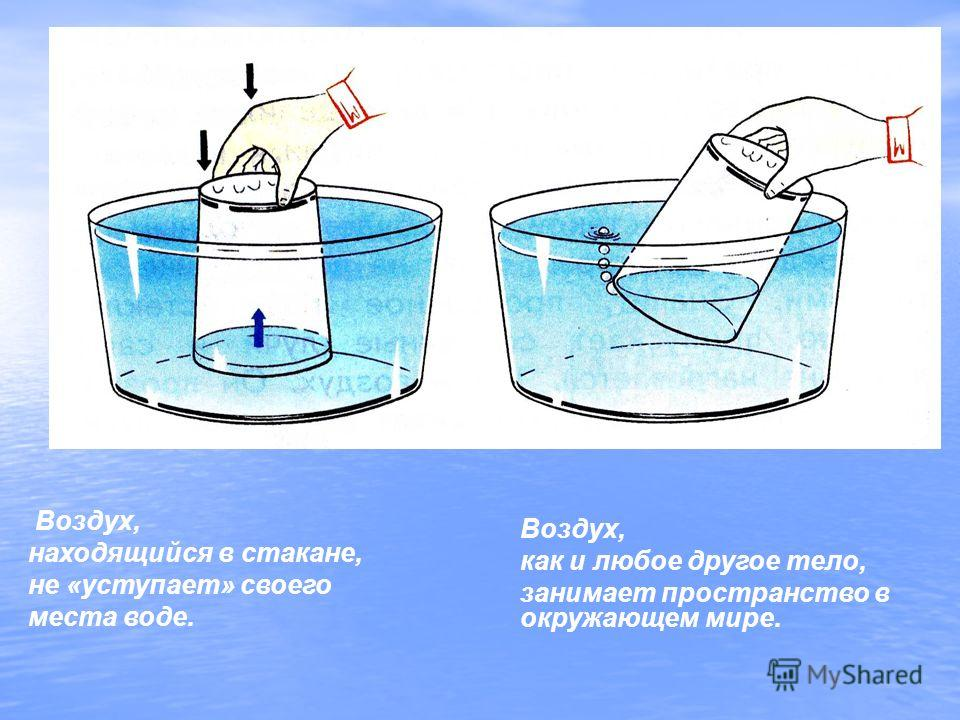 Воздух,
находящийся в стакане,
не «уступает» своего
места воде.
Воздух,
как и любое другое тело,
занимает пространство в
окружающем мире.
MyShared